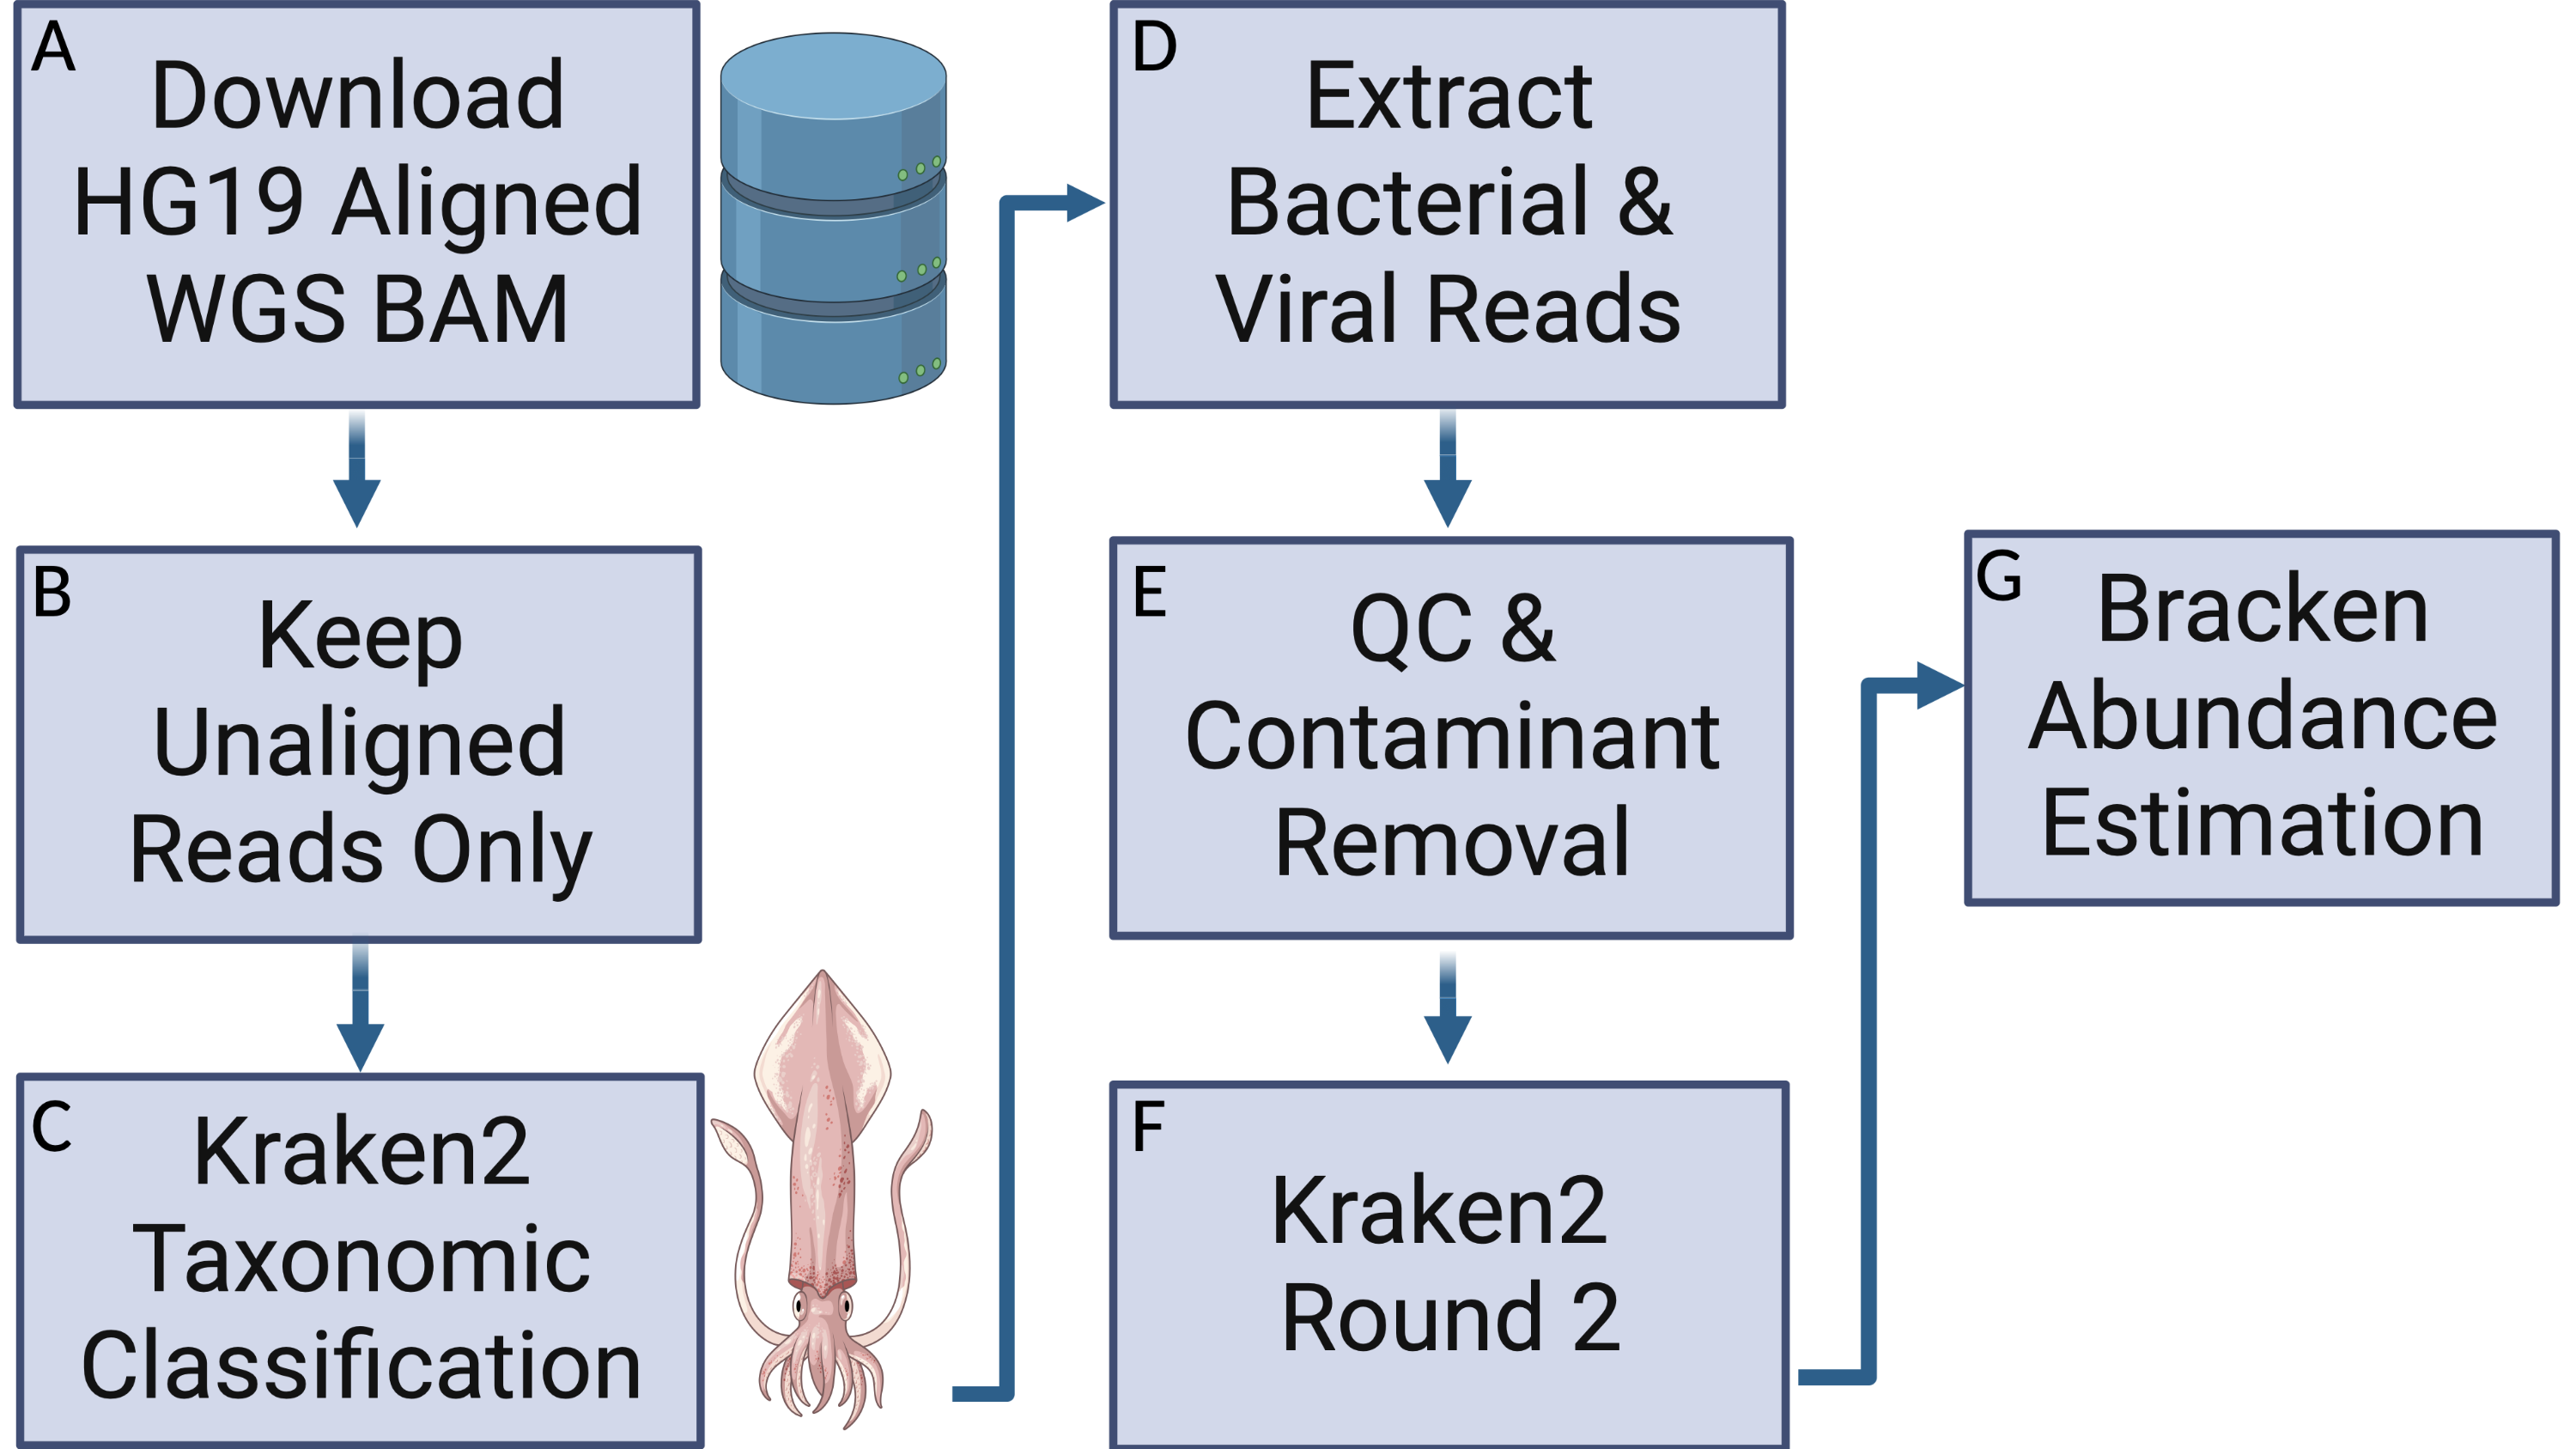 A
Download
HG19 Aligned
WGS BAM
B
Keep
Unaligned
Reads Only
C
Kraken2
Taxonomic
Classification
D
Extract
Bacterial &
Viral Reads
E
QC &
Contaminant
Removal
F
Kraken2
Round 2
G
Bracken
Abundance
Estimation